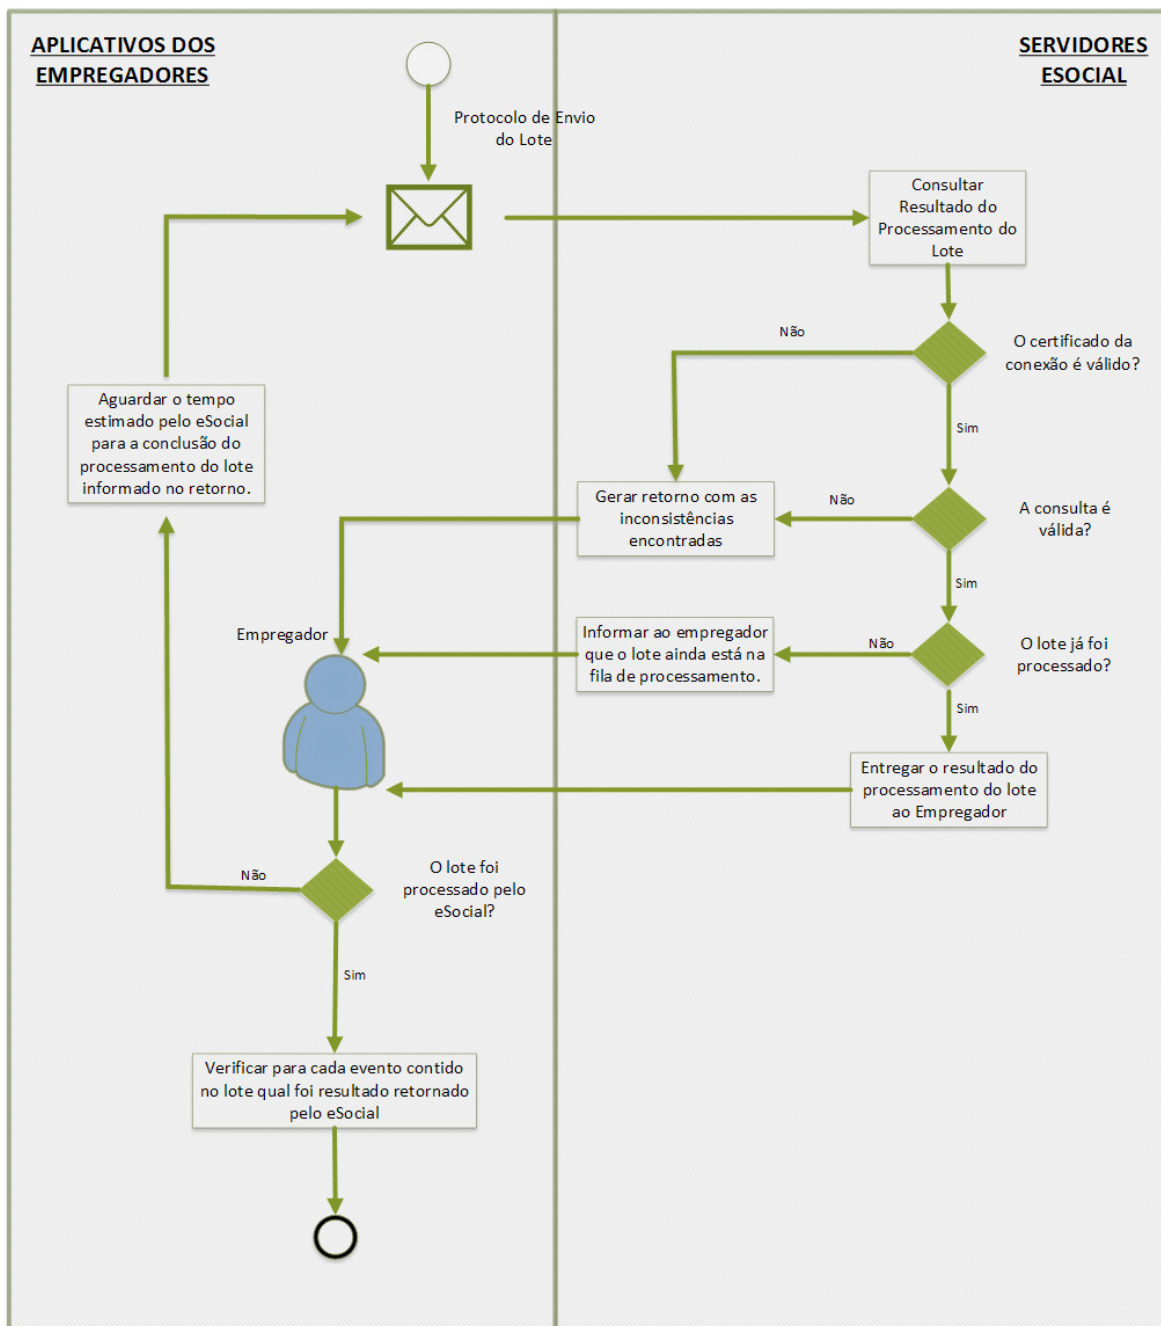 APLICATIVOS DOS
EMPREGADORES
SERVIDORES
ESOCIAL
Protocolo de Envio
do Lote
Consultar
Resultado do
Processamento do
Lote
Não
O certificado da
conexão é válido?
Sim
Aguardar o tempo
estimado pelo eSocial
para a conclusão do
processamento do lote
informado no retorno.
Gerar retorno com as
inconsistências
encontradas
Não
A consulta é
válida?
Sim
Empregador
Informar ao empregador
que o lote ainda está na
fila de processamento.
Não
O lote já foi
processado?
Sim
Entregar o resultado do
processamento do lote
ao Empregador
Não
O lote foi
processado pelo
eSocial?
Sim
Verificar para cada evento contido
no lote qual foi resultado retornado
pelo eSocial